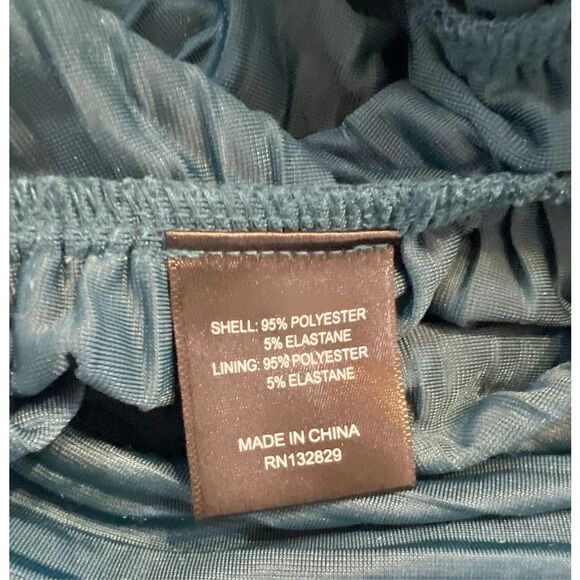 SHELL: 95% POLYESTER
5% ELASTANE
LINING: 95% POLYESTER
5% ELASTANE
MADE IN CHINA
RN132829